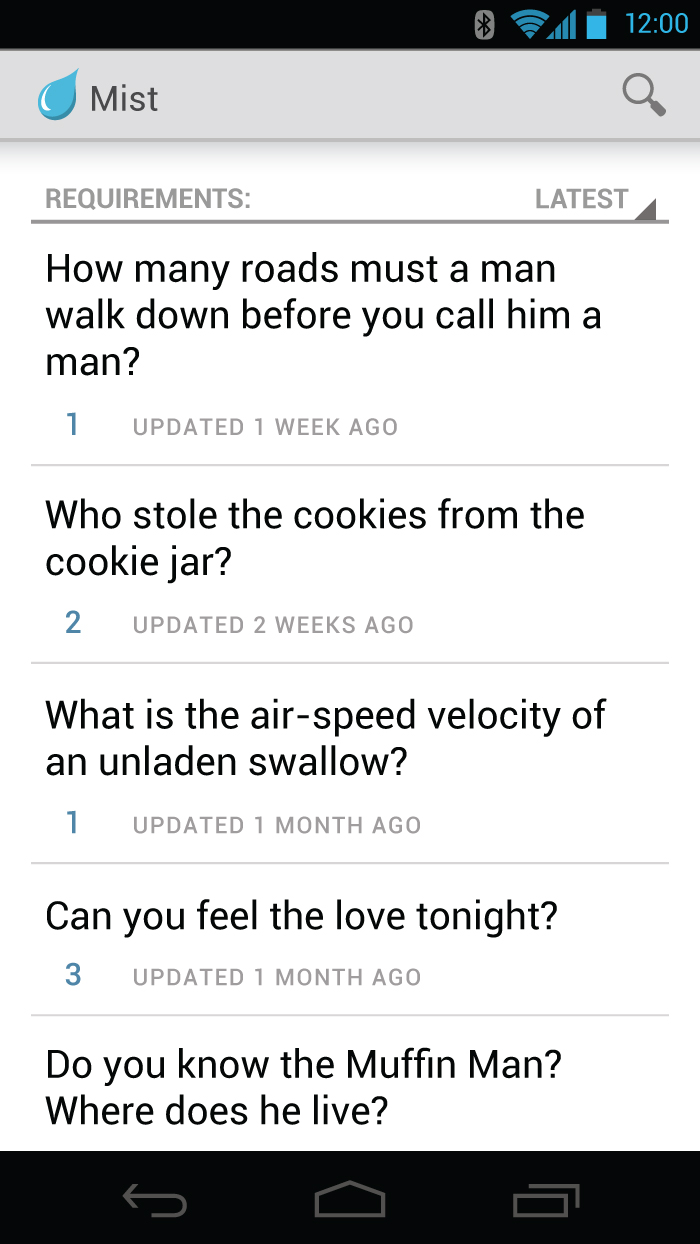 12:00
Mist
REQUIREMENTS: LATEST
How many roads must a man
walk down before you call him a
man?
1 UPDATED 1 WEEK AGO
Who stole the cookies from the
cookie jar?
2 UPDATED 2 WEEKS AGO
What is the air-speed velocity of
an unladen swallow?
1 UPDATED 1 MONTH AGO
Can you feel the love tonight?
3 UPDATED 1 MONTH AGO
Do you know the Muffin Man?
Where does he live?